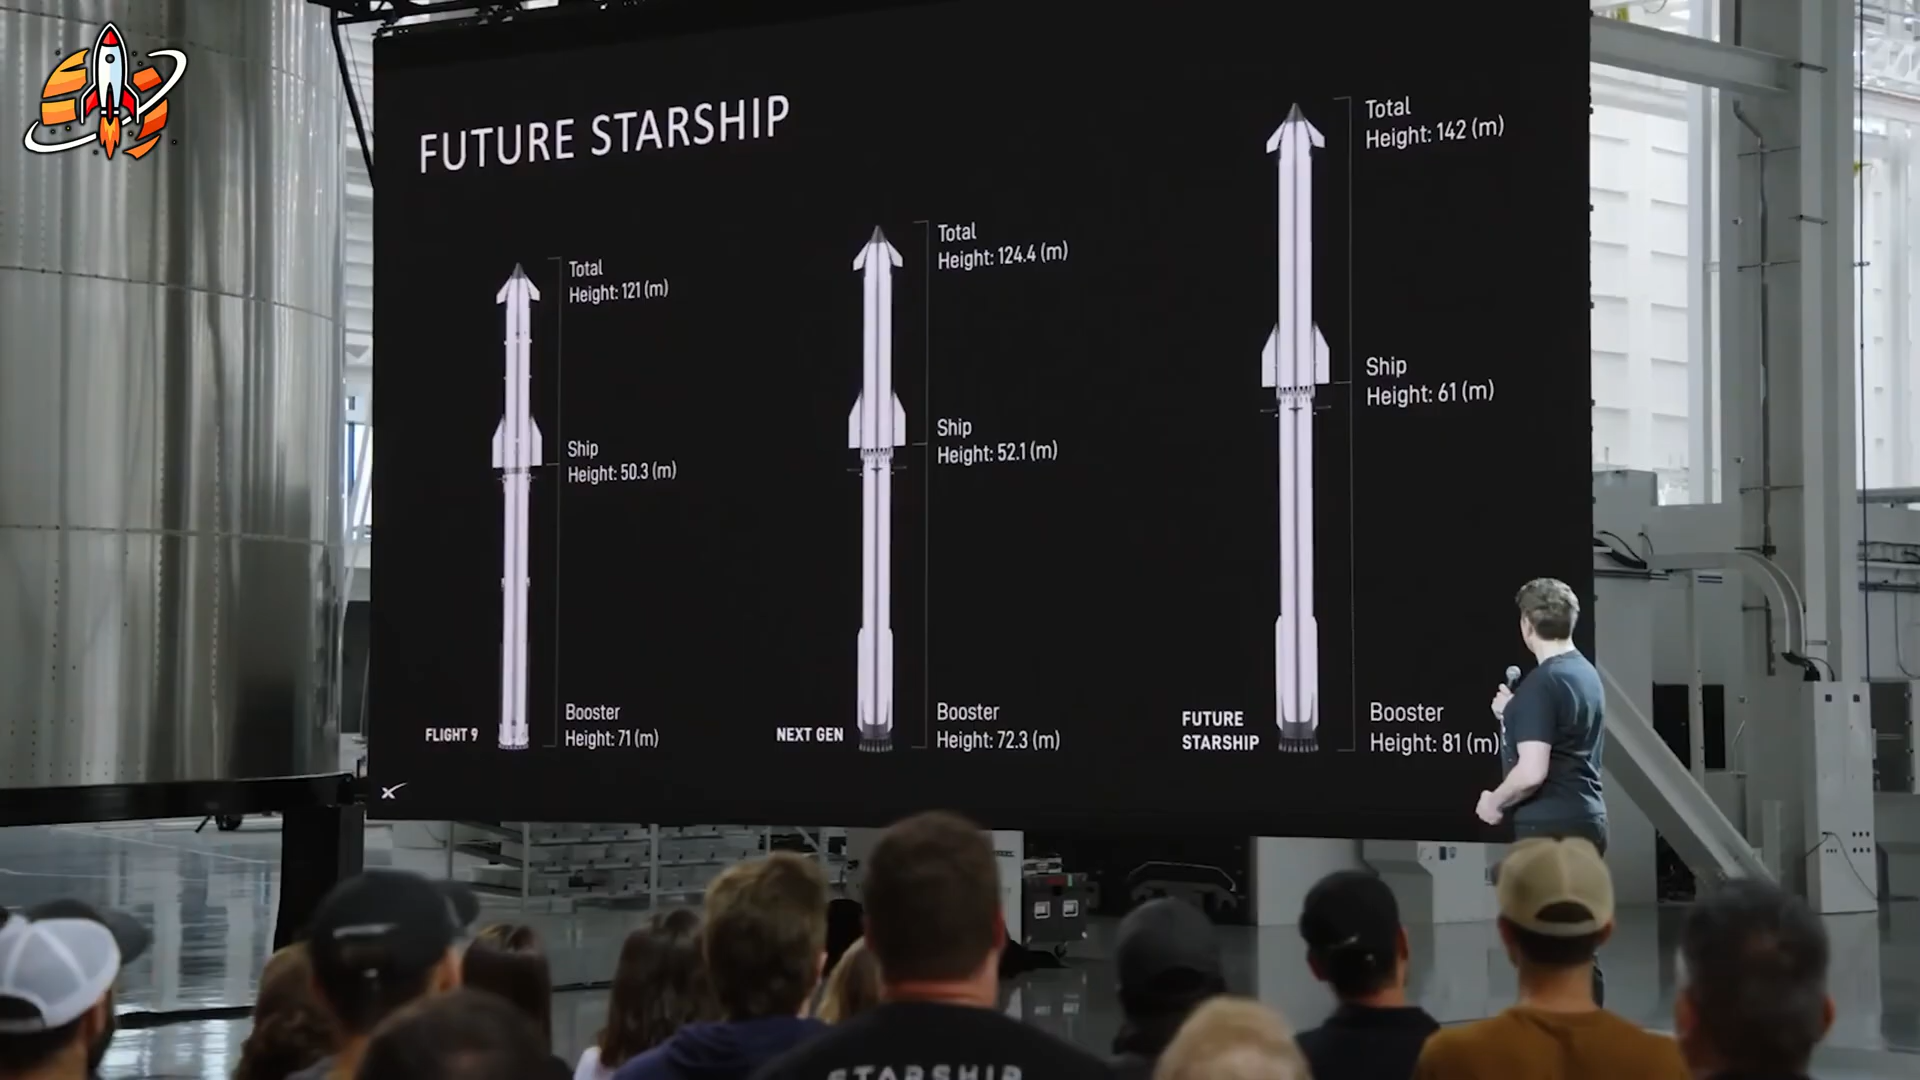 FUTURE STARSHIP
Total
Height: 121 (m)
Ship
Height: 50.3 (m)
Booster
Height: 71 (m)
FLIGHT 9
Total
Height: 124.4 (m)
Ship
Height: 52.1 (m)
Booster
Height: 72.3 (m)
NEXT GEN
Total
Height: 142 (m)
Ship
Height: 61 (m)
Booster
Height: 81 (m)
FUTURE
STARSHIP
STARSHIP